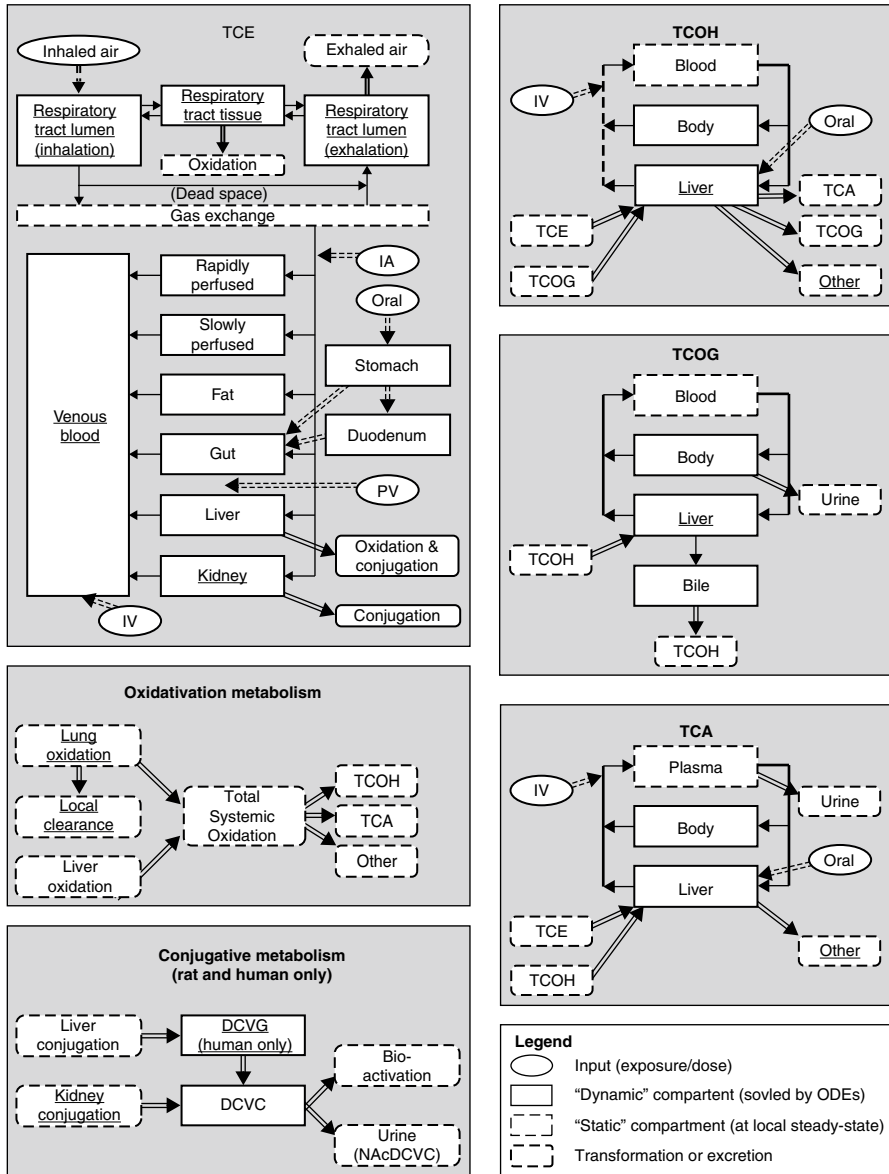 TCE
Inhaled air
Exhaled air
Respiratory
tract lumen
(inhalation)
Respiratory
tract tissue
Respiratory
tract lumen
(exhalation)
Oxidation
(Dead space)
Gas exchange
Venous
blood
Rapidly
perfused
IA
Oral
Slowly
perfused
Stomach
Fat
Duodenum
Gut
PV
Liver
Oxidation &
conjugation
Kidney
Conjugation
IV
Oxidativation metabolism
Lung
oxidation
Local
clearance
Liver
oxidation
Total
Systemic
Oxidation
TCOH
TCA
Other
Conjugative metabolism
(rat and human only)
Liver
conjugation
DCVG
(human only)
Kidney
conjugation
DCVC
Bio-
activation
Urine
(NAcDCVC)
TCOH
Blood
IV
Body
Oral
Liver
TCA
TCE
TCOG
TCOG
Other
TCOG
Blood
Body
Urine
Liver
TCOH
Bile
TCOH
TCA
Plasma
IV
Urine
Body
Oral
Liver
TCE
Other
TCOH
Legend
Input (exposure/dose)
“Dynamic” compartent (sovled by ODEs)
“Static” compartment (at local steady-state)
Transformation or excretion